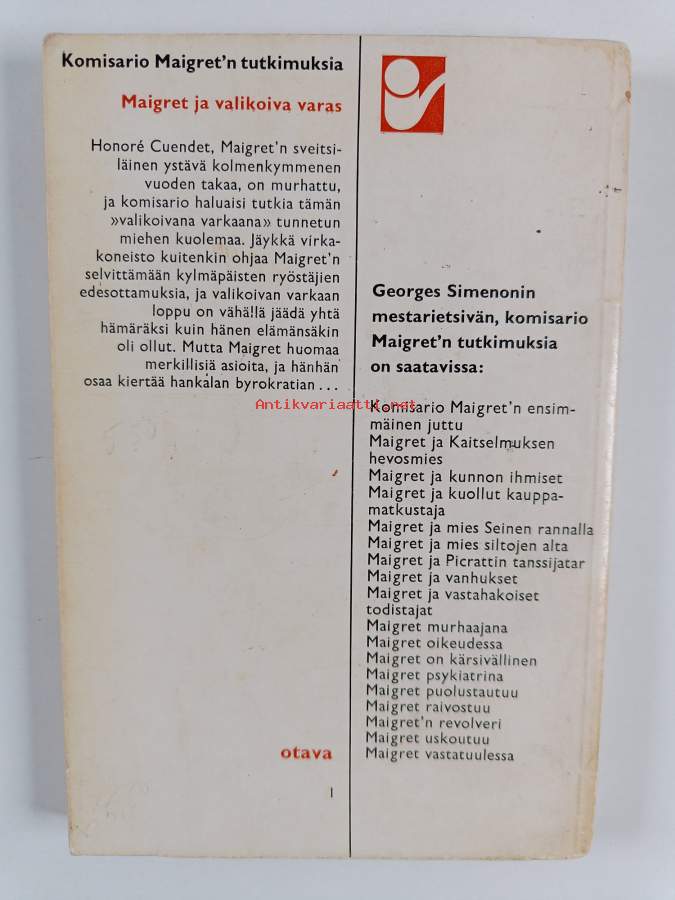 Komisario Maigret'n tutkimuksia
Maigret ja valikoiva varas
Honoré Cuendet, Maigret'n sveitsi-
läinen ystävä kolmenkymmenen
vuoden takaa, on murhattu,
ja komisario haluaisi tutkia tämän
»valikoivana varkaana» tunnetun
miehen kuolemaa. Jäykkä virka-
koneisto kuitenkin ohjaa Maigret'n
selvittämään kylmäpäisten ryöstäjien
edesottamuksia, ja valikoivan varkaan
loppu on vähällä jäädä yhtä
hämäräksi kuin hänen elämänsäkin
oli ollut. Mutta Maigret huomaa
merkillisiä asioita, ja hänhän
osaa kiertää hankalan byrokratian ...
otava
Georges Simenonin
mestarietsivän, komisario
Maigret'n tutkimuksia
on saatavissa:
Antikvariaatti.net
Komisario Maigret'n ensim-
mäinen juttu
Maigret ja Kaitselmuksen
hevosmies
Maigret ja kunnon ihmiset
Maigret ja kuollut kauppa-
matkustaja
Maigret ja mies Seinen rannalla
Maigret ja mies siltojen alta
Maigret ja Picrattin tanssijatar
Maigret ja vanhukset
Maigret ja vastahakoiset
todistajat
Maigret murhaajana
Maigret oikeudessa
Maigret on kärsivällinen
Maigret psykiatrina
Maigret puolustautuu
Maigret raivostuu
Maigret'n revolveri
Maigret uskoutuu
Maigret vastatuulessa